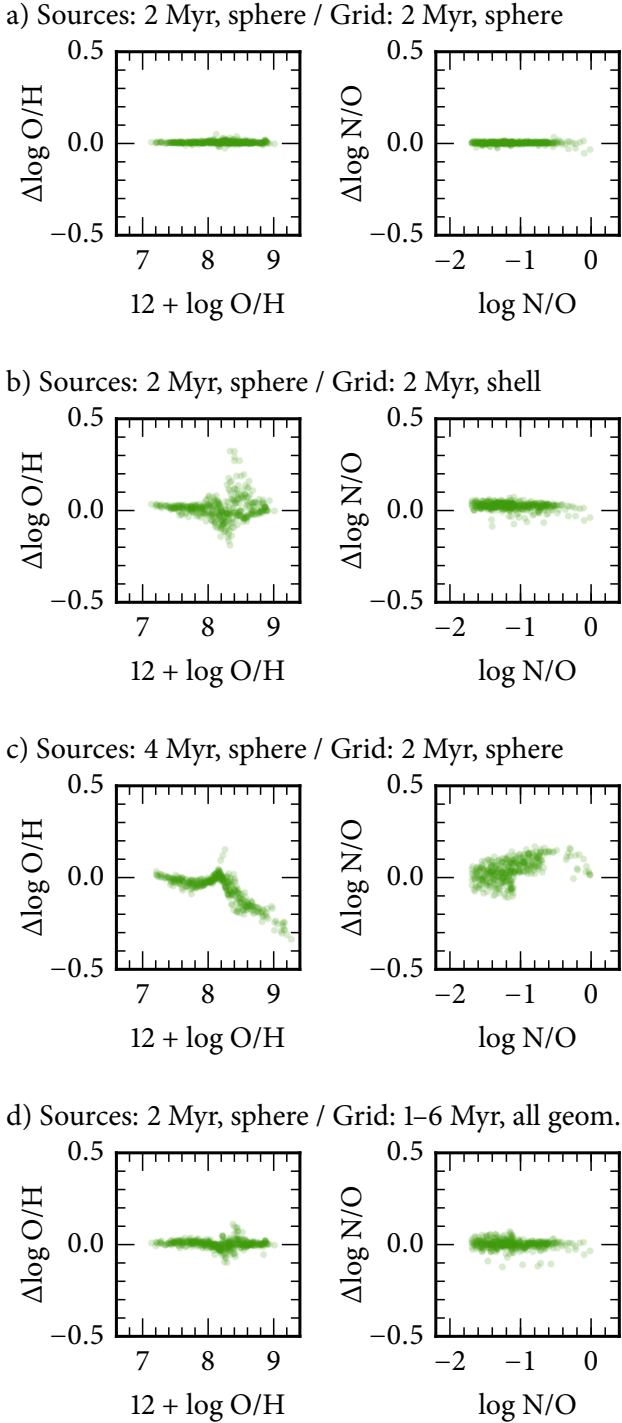 a) Sources: 2 Myr, sphere / Grid: 2 Myr, sphere
0.5
0.0
−0.5
Δlog O/H
7 8 9
12 + log O/H
0.5
0.0
−0.5
Δlog N/O
−2 −1 0
log N/O
b) Sources: 2 Myr, sphere / Grid: 2 Myr, shell
0.5
0.0
−0.5
Δlog O/H
7 8 9
12 + log O/H
0.5
0.0
−0.5
Δlog N/O
−2 −1 0
log N/O
c) Sources: 4 Myr, sphere / Grid: 2 Myr, sphere
0.5
0.0
−0.5
Δlog O/H
7 8 9
12 + log O/H
0.5
0.0
−0.5
Δlog N/O
−2 −1 0
log N/O
d) Sources: 2 Myr, sphere / Grid: 1–6 Myr, all geom.
0.5
0.0
−0.5
Δlog O/H
7 8 9
12 + log O/H
0.5
0.0
−0.5
Δlog N/O
−2 −1 0
log N/O